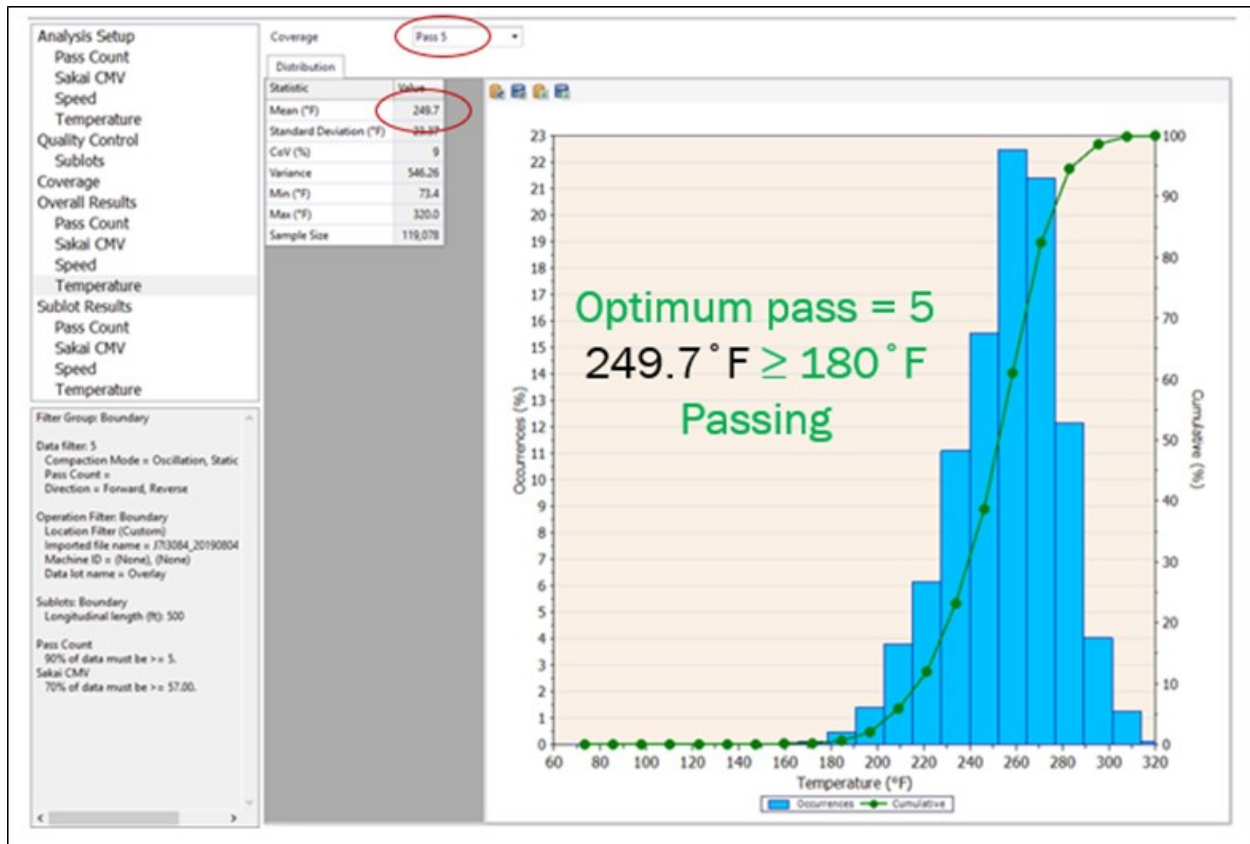 Analysis Setup
Pass Count
Sakai CMV
Speed
Temperature
Quality Control
Sublots
Coverage
Overall Results
Pass Count
Sakai CMV
Speed
Temperature
Sublot Results
Pass Count
Sakai CMV
Speed
Temperature
Filter Group: Boundary
Data filter: 5
Compaction Mode = Oscillation, Static
Pass Count =
Direction = Forward, Reverse
Operation Filter: Boundary
Location Filter (Custom)
Imported file name = J7I3084_20190804
Machine ID = (None), (None)
Data lot name = Overlay
Sublots: Boundary
Longitudinal length (ft): 500
Pass Count
90% of data must be >= 5.
Sakai CMV
70% of data must be >= 57.00.
Coverage Pass 5
Distribution
Statistic Value
Mean (°F) 249.7
Standard Deviation (°F) 23.37
CoV (%) 9
Variance 546.26
Min (°F) 73.4
Max (°F) 320.0
Sample Size 119,078
Optimum pass = 5
249.7°F ≥ 180°F
Passing
Occurrences (%)
23
22
21
20
19
18
17
16
15
14
13
12
11
10
9
8
7
6
5
4
3
2
1
0
100
90
80
70
60
50
40
30
20
10
0
Cumulative (%)
60 80 100 120 140 160 180 200 220 240 260 280 300 320
Temperature (°F)
Occurrences Cumulative